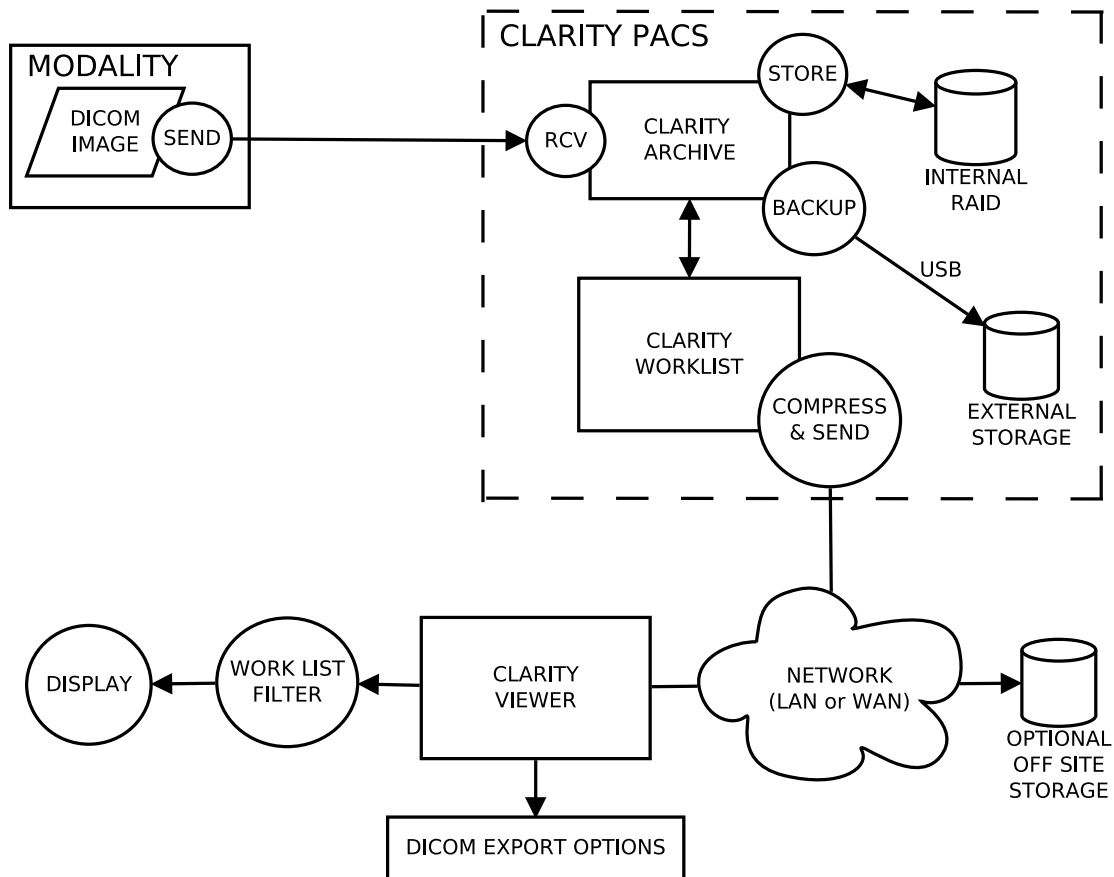 CLARITY PACS
MODALITY
DICOM
IMAGE
SEND
RCV
CLARITY
ARCHIVE
STORE
INTERNAL
RAID
BACKUP
USB
CLARITY
WORKLIST
COMPRESS
& SEND
EXTERNAL
STORAGE
DISPLAY
WORK LIST
FILTER
CLARITY
VIEWER
NETWORK
(LAN or WAN)
OPTIONAL
OFF SITE
STORAGE
DICOM EXPORT OPTIONS